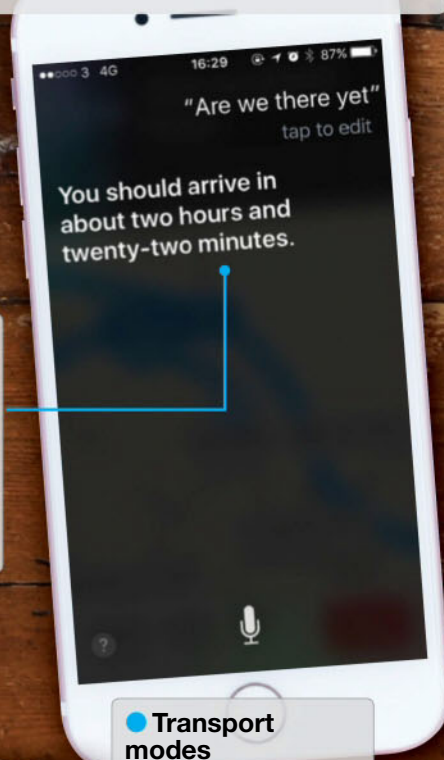 3 4G 16:29 87%
"Are we there yet"
tap to edit
You should arrive in
about two hours and
twenty-two minutes.
?
Transport
modes